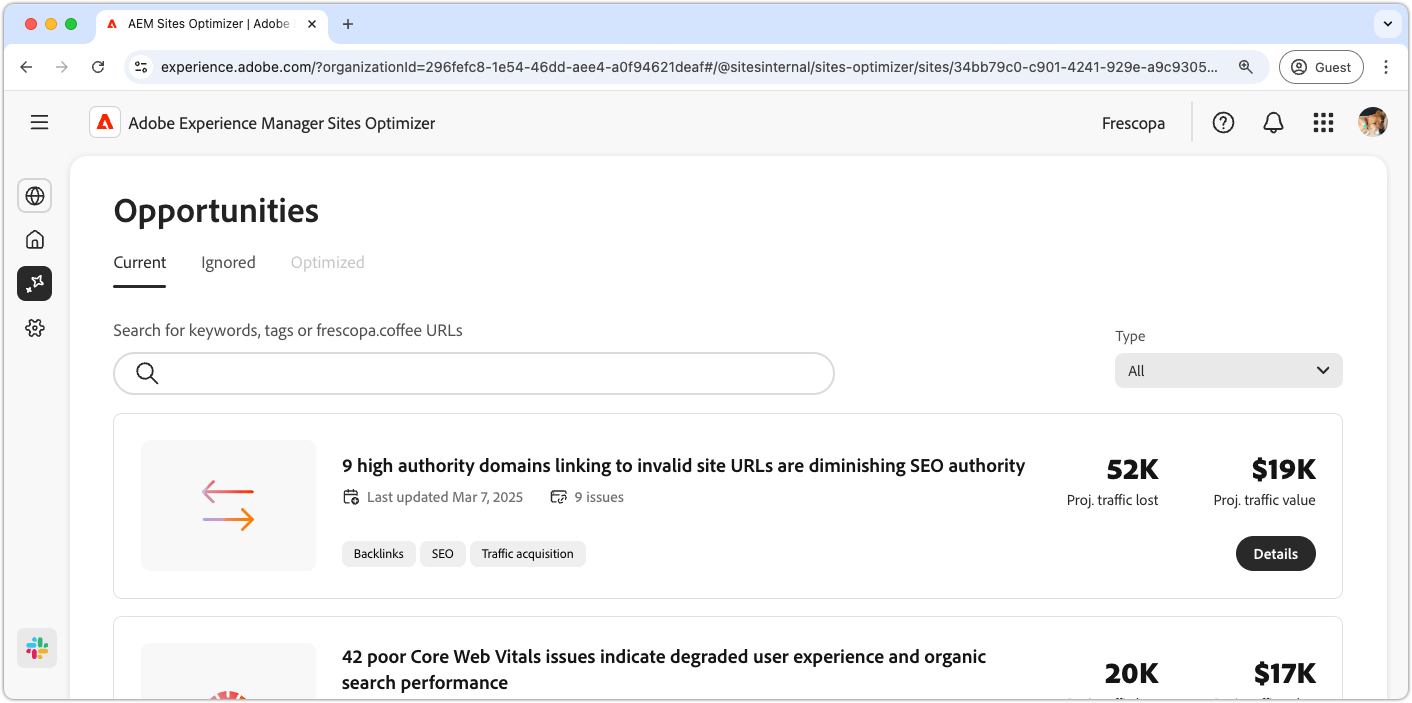 AEM Sites Optimizer | Adobe
experience.adobe.com/?organizationId=296fefc8-1e54-46dd-aee4-a0f94621deaf#/@sitesinternal/sites-optimizer/sites/34bb79c0-c901-4241-929e-a9c9305...
Guest
Adobe Experience Manager Sites Optimizer
Frescopa
Opportunities
Current Ignored Optimized
Search for keywords, tags or frescopa.coffee URLs
Type
All
9 high authority domains linking to invalid site URLs are diminishing SEO authority
52K
$19K
Last updated Mar 7, 2025
9 issues
Proj. traffic lost
Proj. traffic value
Backlinks SEO Traffic acquisition
Details
42 poor Core Web Vitals issues indicate degraded user experience and organic
search performance
20K
$17K